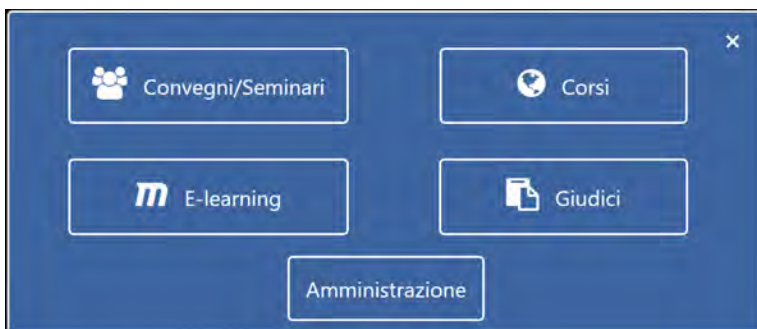 Convegni/Seminari
Corsi
m E-learning
Giudici
Amministrazione